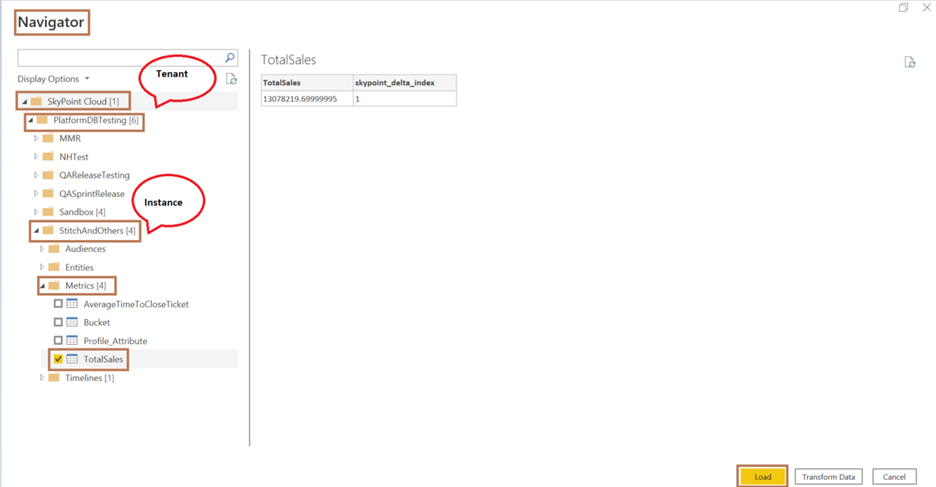 Navigator
Display Options
Tenant
SkyPoint Cloud [1]
PlatformDBTesting [6]
MMR
NHTest
QAReleaseTesting
QASprintRelease
Sandbox [4]
Instance
StitchAndOthers [4]
Audiences
Entities
Metrics [4]
AverageTimeToCloseTicket
Bucket
Profile_Attribute
TotalSales
Timelines [1]
TotalSales
TotalSales skypoint_delta_index
13078219.69999995 1
Load Transform Data Cancel